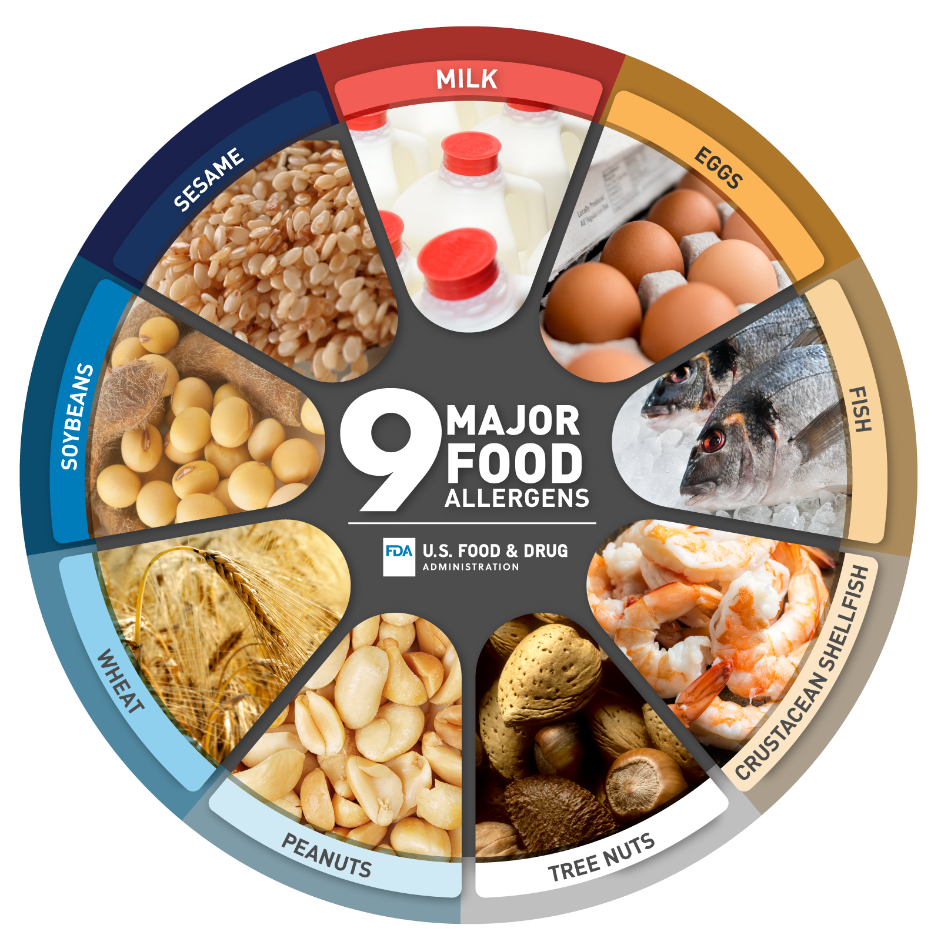 MILK
EGGS
FISH
CRUSTACEAN SHELLFISH
TREE NUTS
PEANUTS
WHEAT
SOYBEANS
SESAME
9 MAJOR
FOOD
ALLERGENS
FDA U.S. FOOD & DRUG
ADMINISTRATION